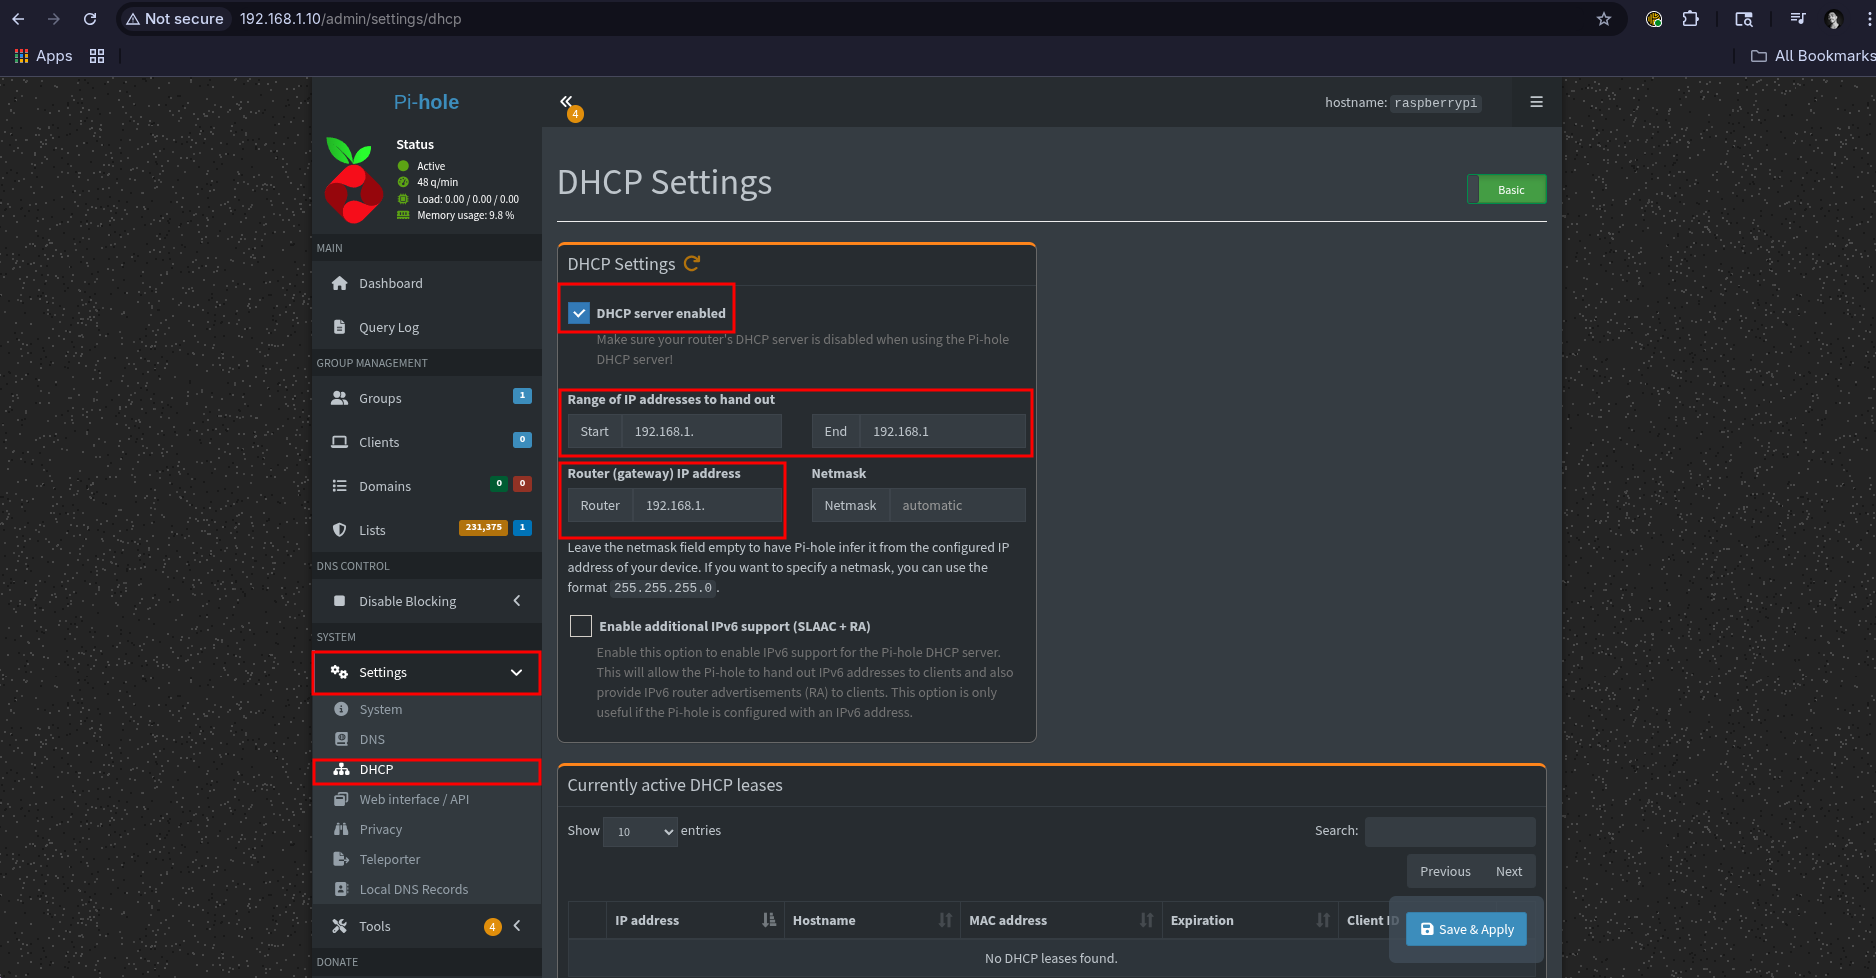 Not secure 192.168.1.10/admin/settings/dhcp
Apps
All Bookmarks
Pi-hole
4
hostname: raspberrypi
Status
Active
48 q/min
Load: 0.00 / 0.00 / 0.00
Memory usage: 9.8 %
MAIN
Dashboard
Query Log
GROUP MANAGEMENT
Groups 1
Clients 0
Domains 0 0
Lists 231,375 1
DNS CONTROL
Disable Blocking
SYSTEM
Settings
System
DNS
DHCP
Web interface / API
Privacy
Teleporter
Local DNS Records
Tools 4
DONATE
DHCP Settings
Basic
DHCP Settings
DHCP server enabled
Make sure your router's DHCP server is disabled when using the Pi-hole
DHCP server!
Range of IP addresses to hand out
Start 192.168.1. End 192.168.1
Router (gateway) IP address Netmask
Router 192.168.1. Netmask automatic
Leave the netmask field empty to have Pi-hole infer it from the configured IP
address of your device. If you want to specify a netmask, you can use the
format 255.255.255.0.
Enable additional IPv6 support (SLAAC + RA)
Enable this option to enable IPv6 support for the Pi-hole DHCP server.
This will allow the Pi-hole to hand out IPv6 addresses to clients and also
provide IPv6 router advertisements (RA) to clients. This option is only
useful if the Pi-hole is configured with an IPv6 address.
Currently active DHCP leases
Show 10 entries
Search:
Previous Next
IP address Hostname MAC address Expiration Client ID
Save & Apply
No DHCP leases found.